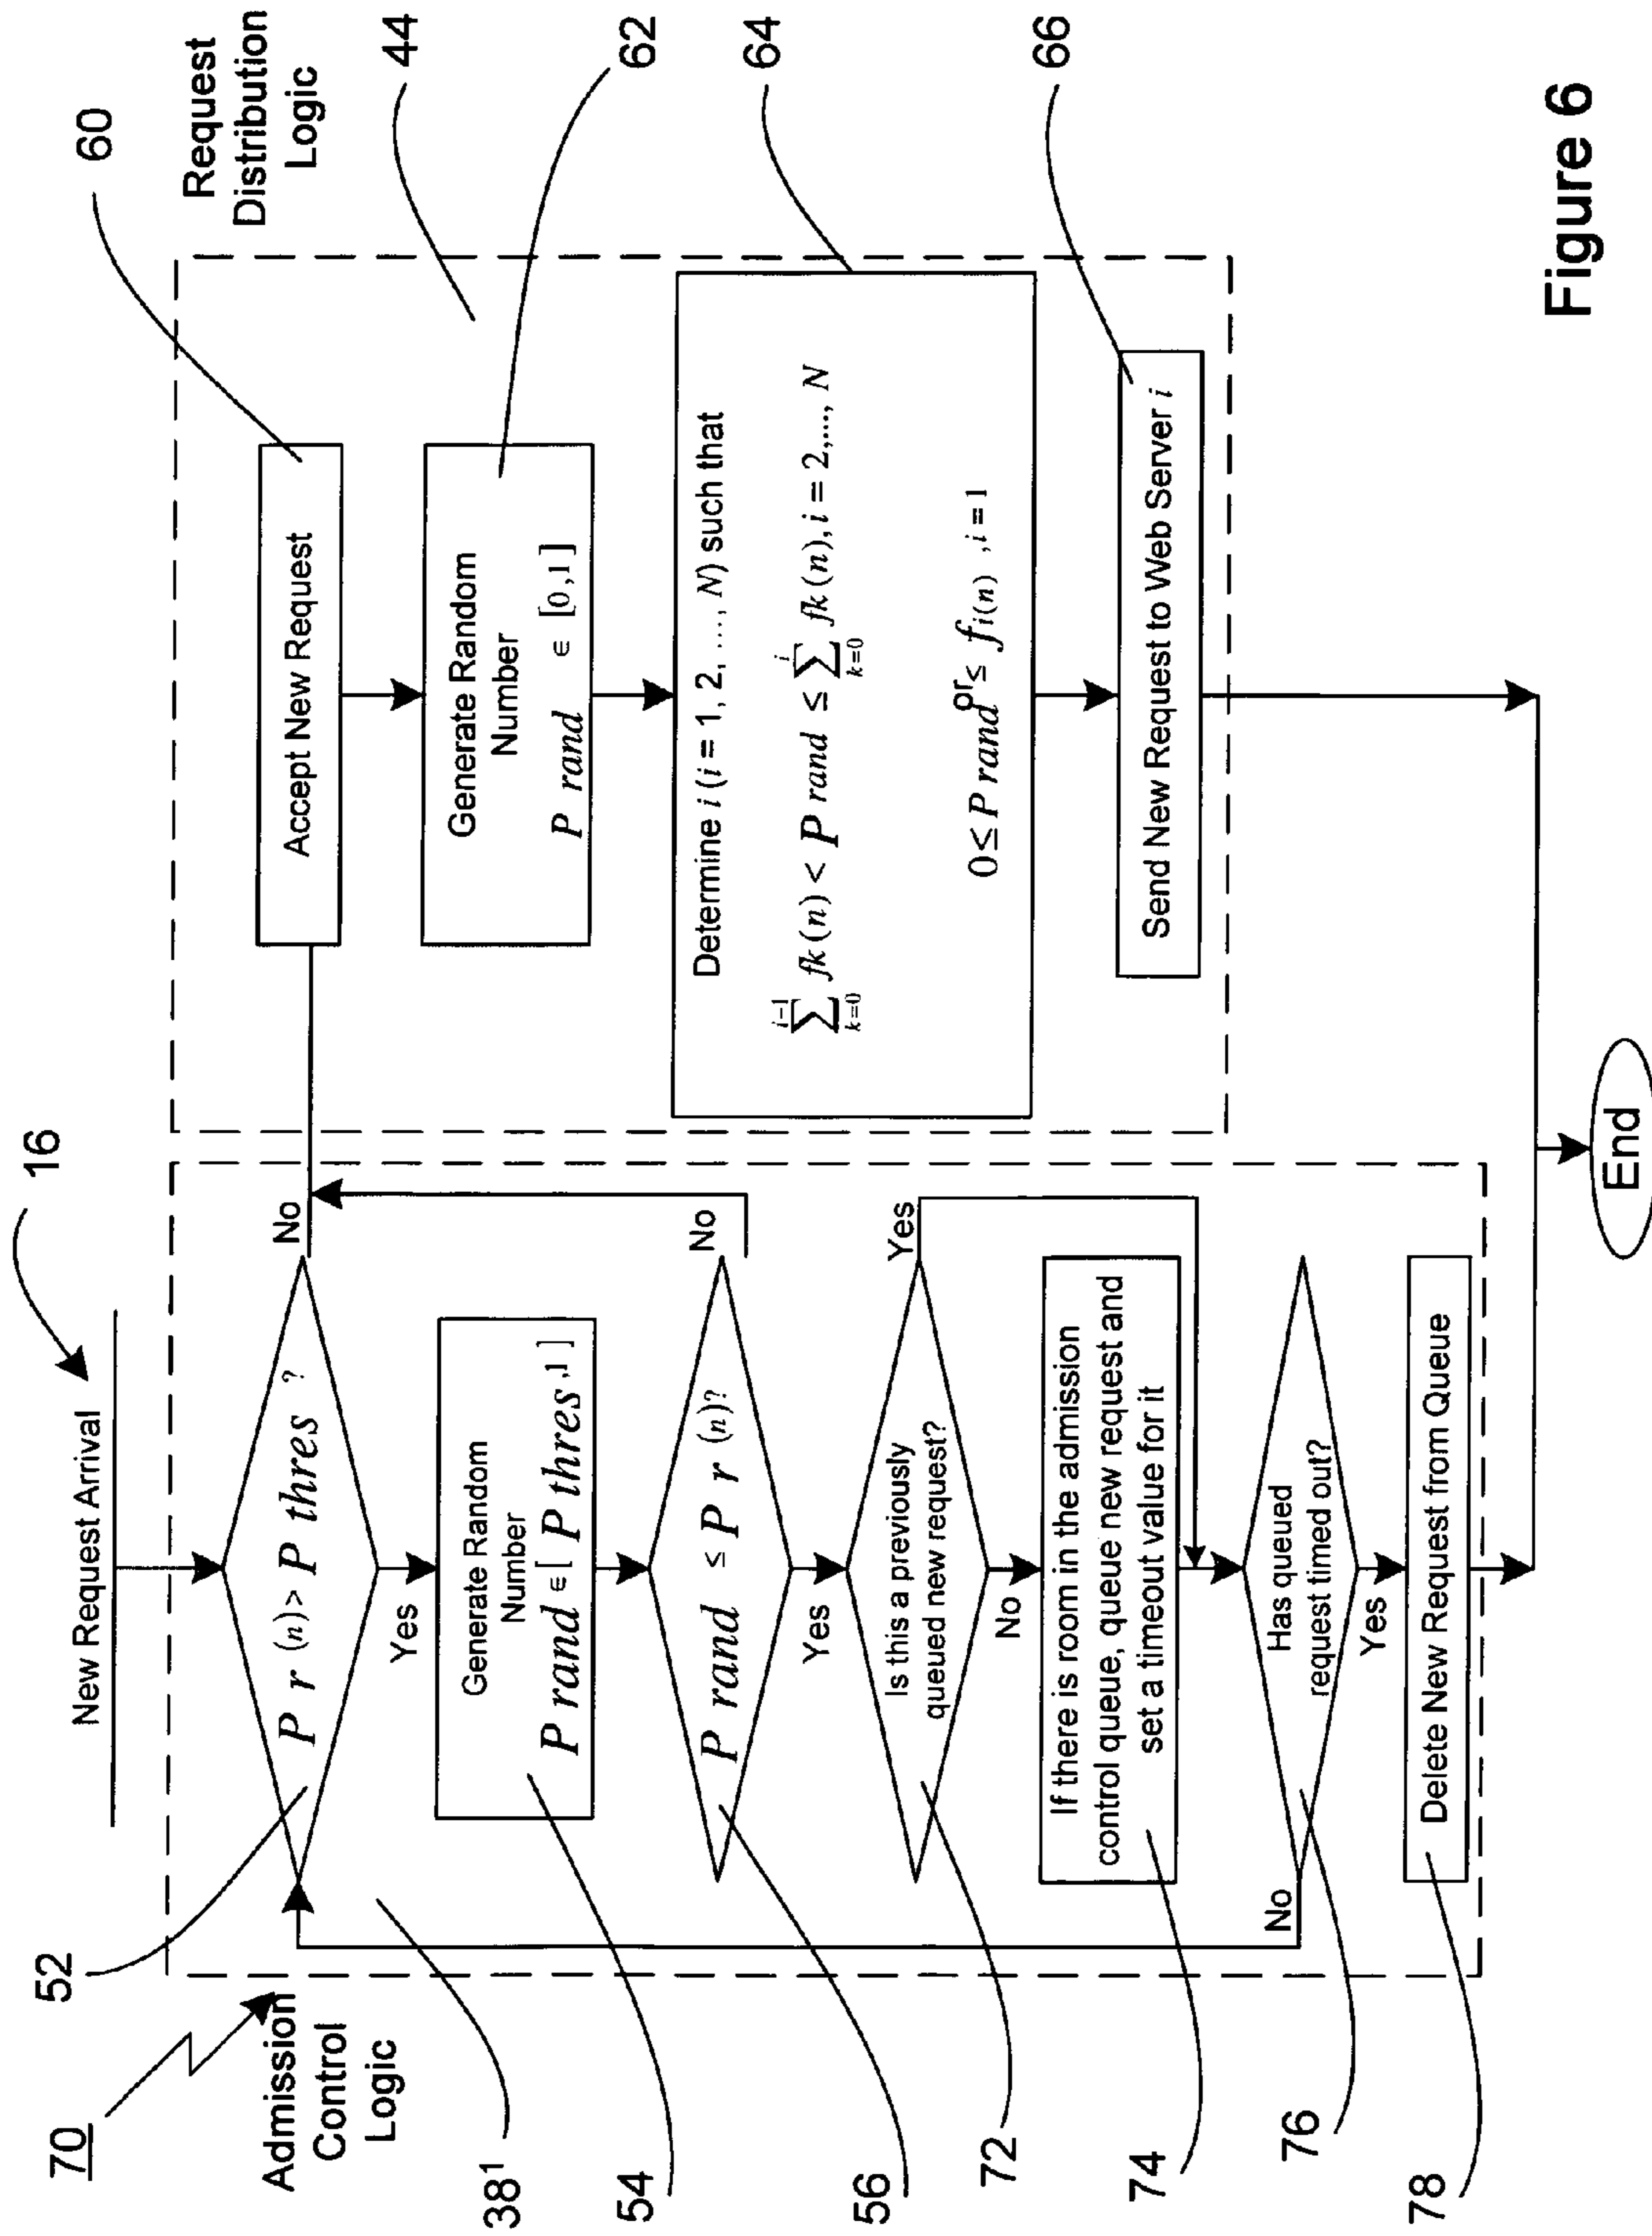 70
Admission
Control
Logic
38¹
52
New Request Arrival
16
P r (n) > P thres ?
No
Yes
Generate Random
Number
P rand ∈ [ P thres ,1 ]
54
P rand ≤ P r (n)?
No
Yes
56
Is this a previously
queued new request?
Yes
No
72
If there is room in the admission
control queue, queue new request and
set a timeout value for it
74
Has queued
request timed out?
No
Yes
76
Delete New Request from Queue
78
Request
Distribution
Logic
44
Accept New Request
60
Generate Random
Number
P rand ∈ [0,1]
62
Determine i (i = 1, 2, ..., N) such that
∑_{k=0}^{i−1} fk(n) < P rand ≤ ∑_{k=0}^{i} fk(n), i = 2,..., N
or
0 ≤ P rand ≤ f i(n) , i = 1
64
Send New Request to Web Server i
66
End
Figure 6